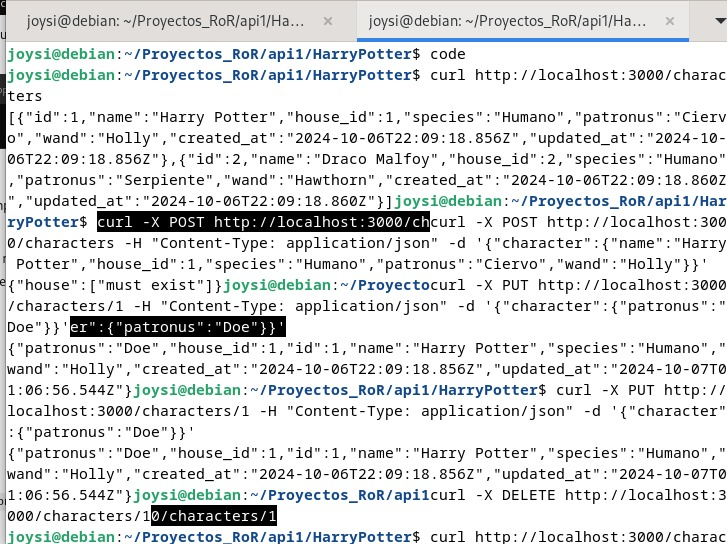 joysi@debian: ~/Proyectos_RoR/api1/Ha... × joysi@debian: ~/Proyectos_RoR/api1/Ha... ×
joysi@debian:~/Proyectos_RoR/api1/HarryPotter$ code
joysi@debian:~/Proyectos_RoR/api1/HarryPotter$ curl http://localhost:3000/charac
ters
[{"id":1,"name":"Harry Potter","house_id":1,"species":"Humano","patronus":"Cierv
o","wand":"Holly","created_at":"2024-10-06T22:09:18.856Z","updated_at":"2024-10-
06T22:09:18.856Z"},{"id":2,"name":"Draco Malfoy","house_id":2,"species":"Humano"
,"patronus":"Serpiente","wand":"Hawthorn","created_at":"2024-10-06T22:09:18.860Z
","updated_at":"2024-10-06T22:09:18.860Z"}]joysi@debian:~/Proyectos_RoR/api1/Har
ryPotter$ curl -X POST http://localhost:3000/chcurl -X POST http://localhost:300
0/characters -H "Content-Type: application/json" -d '{"character":{"name":"Harry
 Potter","house_id":1,"species":"Humano","patronus":"Ciervo","wand":"Holly"}}'
{"house":["must exist"]}joysi@debian:~/Proyectocurl -X PUT http://localhost:3000
/characters/1 -H "Content-Type: application/json" -d '{"character":{"patronus":"
Doe"}}'er":{"patronus":"Doe"}}'
{"patronus":"Doe","house_id":1,"id":1,"name":"Harry Potter","species":"Humano","
wand":"Holly","created_at":"2024-10-06T22:09:18.856Z","updated_at":"2024-10-07T0
1:06:56.544Z"}joysi@debian:~/Proyectos_RoR/api1/HarryPotter$ curl -X PUT http://
localhost:3000/characters/1 -H "Content-Type: application/json" -d '{"character"
:{"patronus":"Doe"}}'
{"patronus":"Doe","house_id":1,"id":1,"name":"Harry Potter","species":"Humano","
wand":"Holly","created_at":"2024-10-06T22:09:18.856Z","updated_at":"2024-10-07T0
1:06:56.544Z"}joysi@debian:~/Proyectos_RoR/api1curl -X DELETE http://localhost:3
000/characters/10/characters/1
joysi@debian:~/Proyectos_RoR/api1/HarryPotter$ curl http://localhost:3000/charac